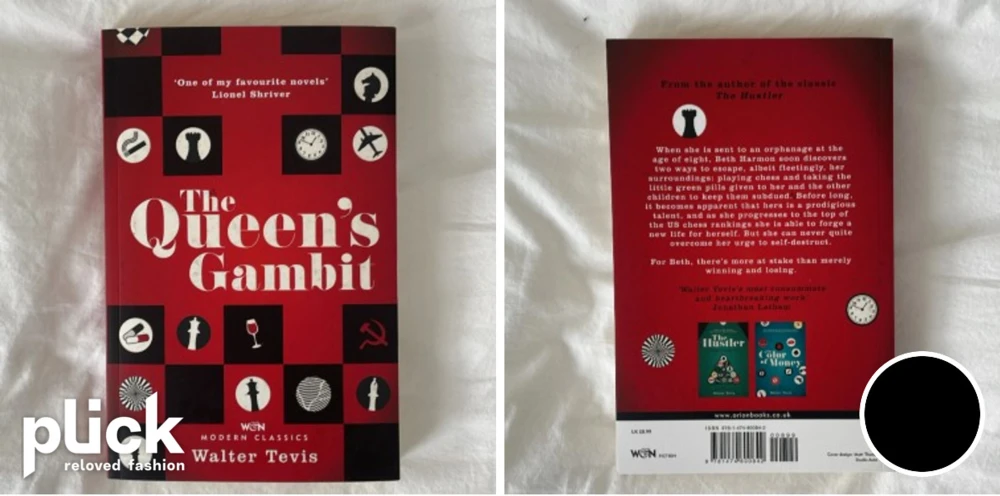 'One of my favourite novels'
Lionel Shriver
The
Queen's
Gambit
W&N
MODERN CLASSICS
Walter Tevis
plick
reloved fashion
From the author of the classic
The Hustler
When she is sent to an orphanage at the
age of eight, Beth Harmon soon discovers
two ways to escape, albeit fleetingly, her
surroundings: playing chess and taking the
little green pills given to her and the other
children to keep them subdued. Before long,
it becomes apparent that hers is a prodigious
talent, and as she progresses to the top of
the US chess rankings she is able to forge a
new life for herself. But she can never quite
overcome her urge to self-destruct.
For Beth, there's more at stake than merely
winning and losing.
'Walter Tevis's most consummate
and heartbreaking work'
Jonathan Lethem
The
Hustler
The
Color of
Money
www.orionbooks.co.uk
W&N